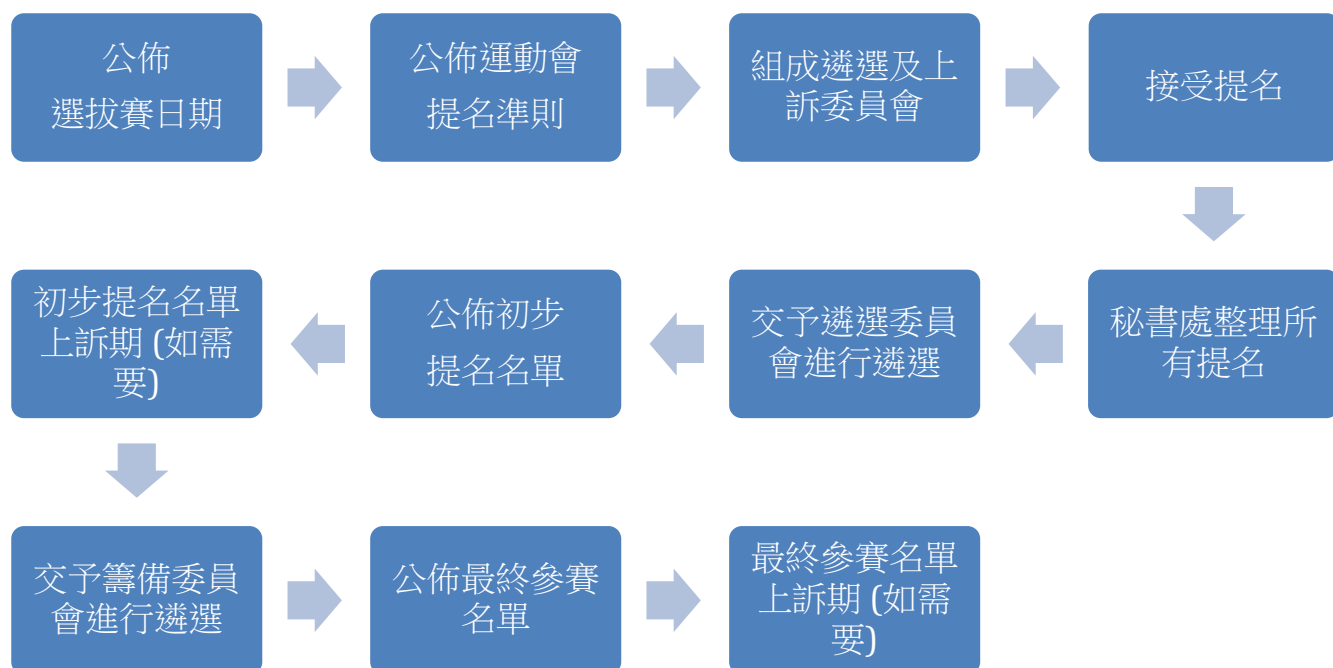 公佈
選拔賽日期
公佈運動會
提名準則
組成遴選及上
訴委員會
接受提名
秘書處整理所
有提名
交予遴選委員
會進行遴選
公佈初步
提名名單
初步提名名單
上訴期 (如需
要)
交予籌備委員
會進行遴選
公佈最終參賽
名單
最終參賽名單
上訴期 (如需
要)